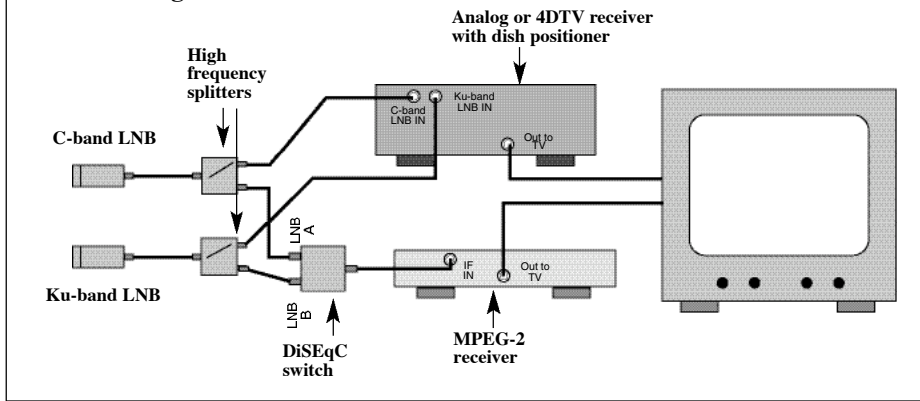 Analog or 4DTV receiver
with dish positioner
High
frequency
splitters
C-band
LNB IN
Ku-band
LNB IN
Out to
TV
C-band LNB
LNB
A
Ku-band LNB
LNB
B
IF
IN
Out to
TV
DiSEqC
switch
MPEG-2
receiver